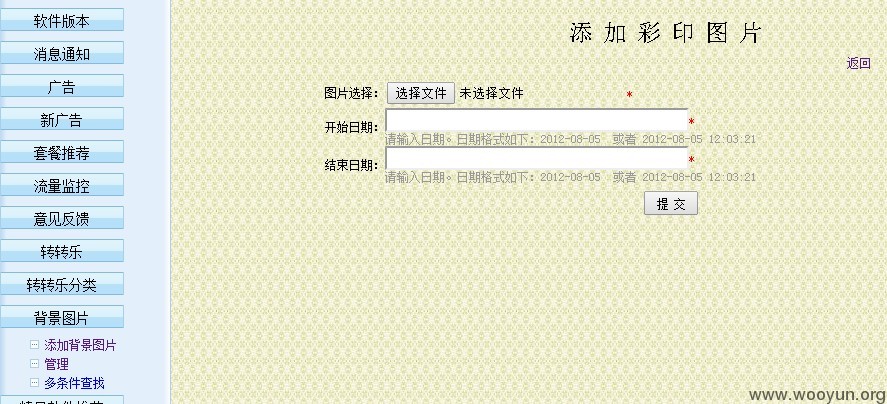 软件版本
消息通知
广告
新广告
套餐推荐
流量监控
意见反馈
转转乐
转转乐分类
背景图片
添加背景图片
管理
多条件查找
添加彩印图片
返回
图片选择： 选择文件 未选择文件 *
开始日期： *
请输入日期。日期格式如下：2012-08-05 或者 2012-08-05 12:03:21
结束日期： *
请输入日期。日期格式如下：2012-08-05 或者 2012-08-05 12:03:21
提 交
www.wooyun.org